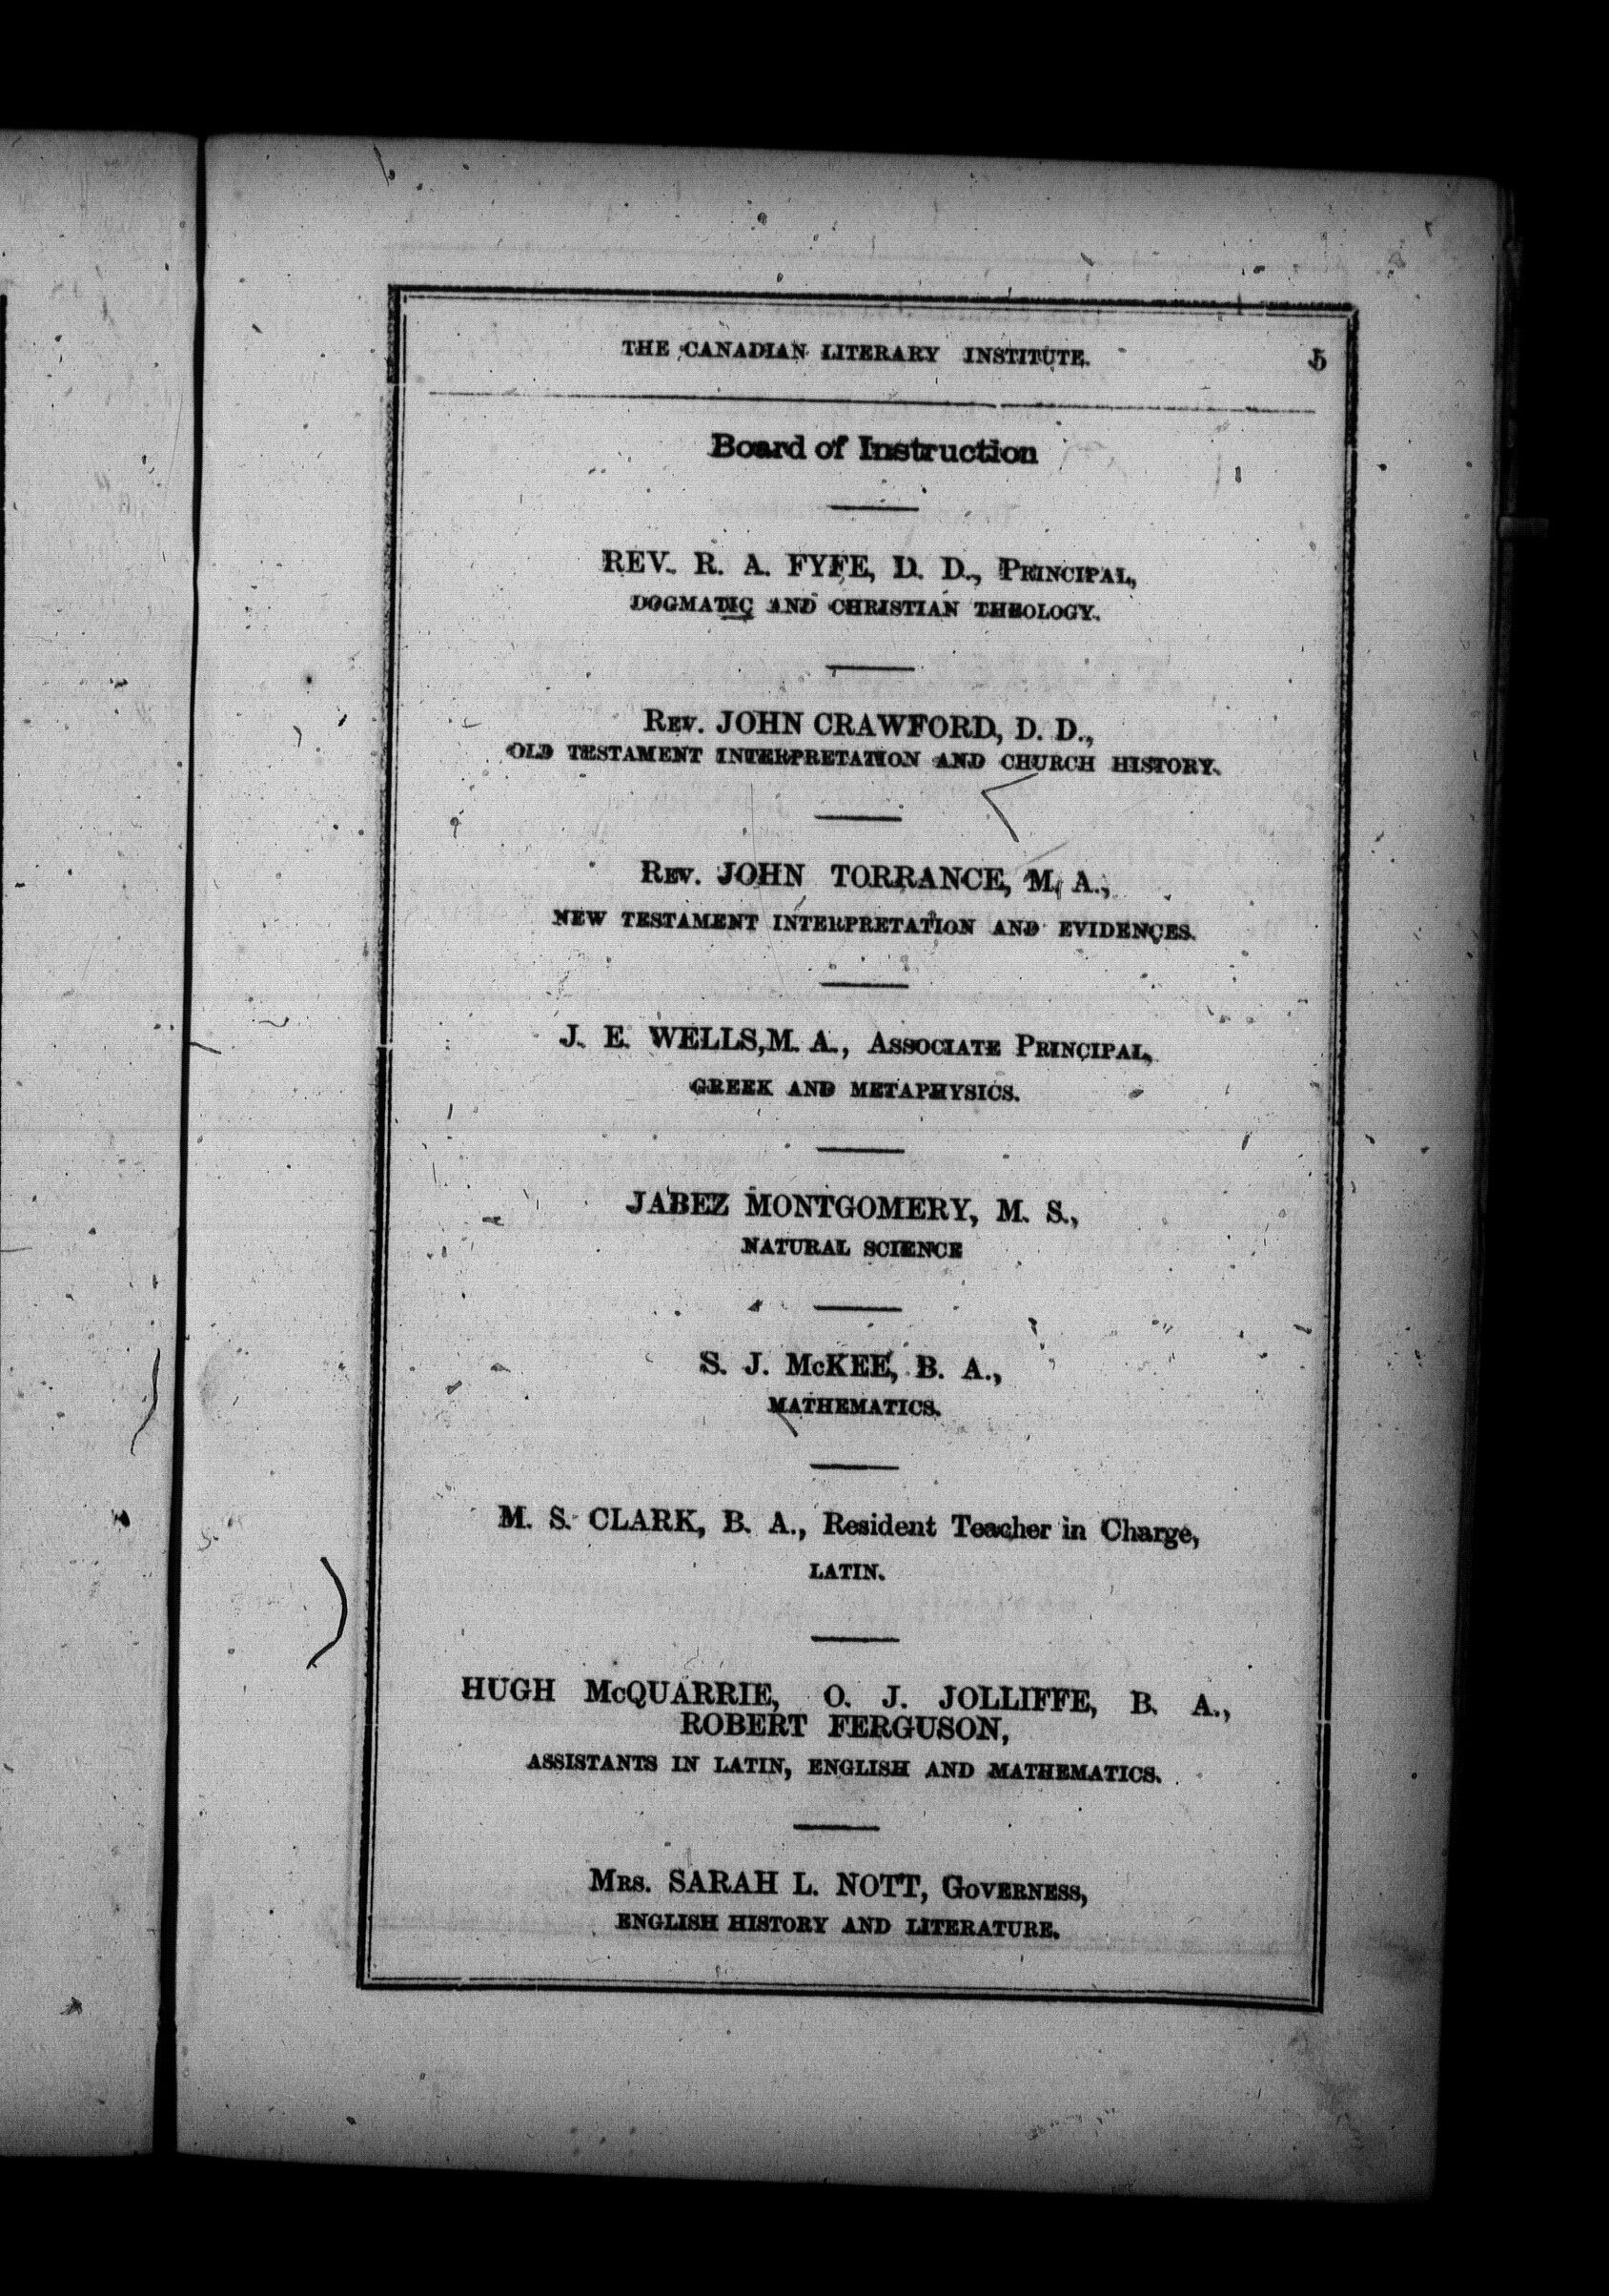 THE CANADIAN LITERARY INSTITUTE. 5
Board of Instruction
REV. R. A. FYFE, D. D., PRINCIPAL,
DOGMATIC AND CHRISTIAN THEOLOGY.
REV. JOHN CRAWFORD, D. D.,
OLD TESTAMENT INTERPRETATION AND CHURCH HISTORY.
REV. JOHN TORRANCE, M. A.,
NEW TESTAMENT INTERPRETATION AND EVIDENCES.
J. E. WELLS, M. A., ASSOCIATE PRINCIPAL,
GREEK AND METAPHYSICS.
JABEZ MONTGOMERY, M. S.,
NATURAL SCIENCE
S. J. McKEE, B. A.,
MATHEMATICS.
M. S. CLARK, B. A., Resident Teacher in Charge,
LATIN.
HUGH McQUARRIE, O. J. JOLLIFFE, B. A.,
ROBERT FERGUSON,
ASSISTANTS IN LATIN, ENGLISH AND MATHEMATICS.
MRS. SARAH L. NOTT, GOVERNESS,
ENGLISH HISTORY AND LITERATURE.